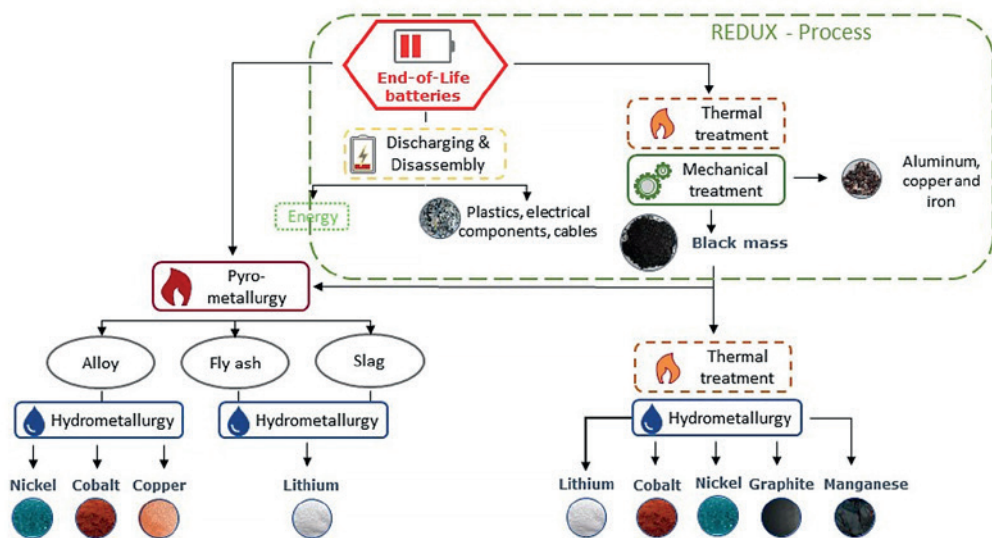 REDUX - Process
End-of-Life
batteries
Discharging &
Disassembly
Energy
Plastics, electrical
components, cables
Thermal
treatment
Mechanical
treatment
Aluminum,
copper and
iron
Black mass
Pyro-
metallurgy
Alloy
Fly ash
Slag
Hydrometallurgy
Hydrometallurgy
Nickel
Cobalt
Copper
Lithium
Thermal
treatment
Hydrometallurgy
Lithium
Cobalt
Nickel
Graphite
Manganese